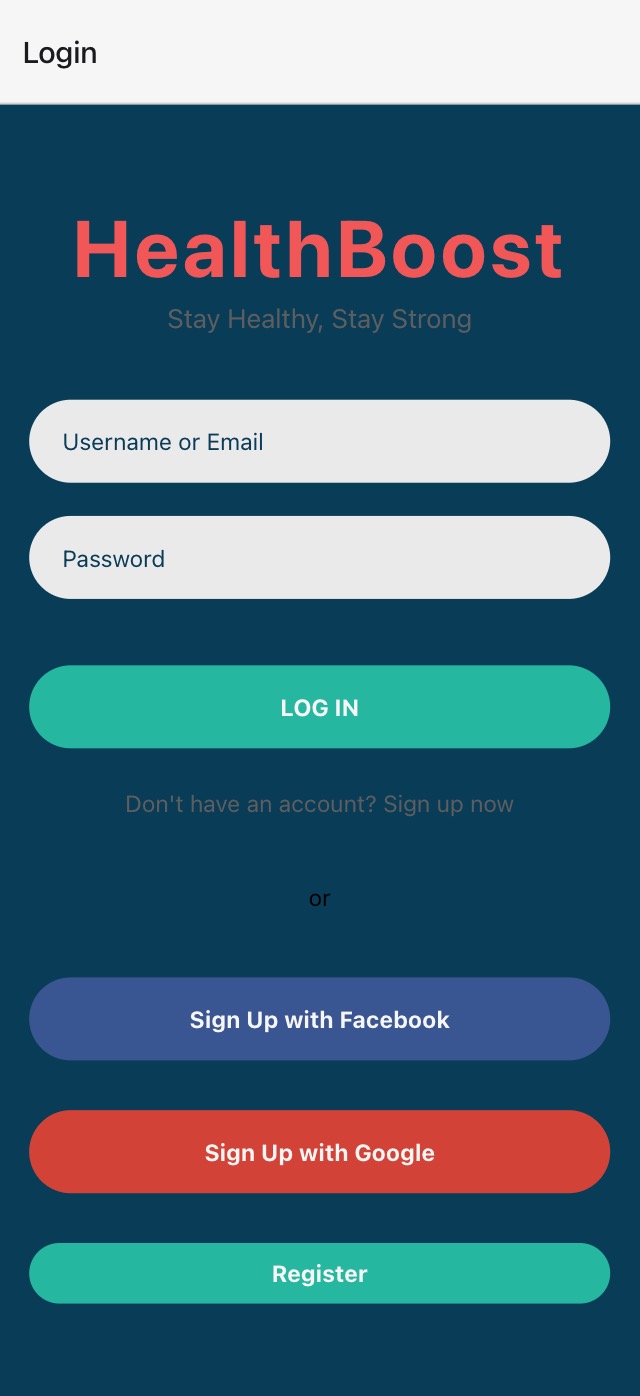 Login
HealthBoost
Stay Healthy, Stay Strong
Username or Email
Password
LOG IN
Don't have an account? Sign up now
or
Sign Up with Facebook
Sign Up with Google
Register